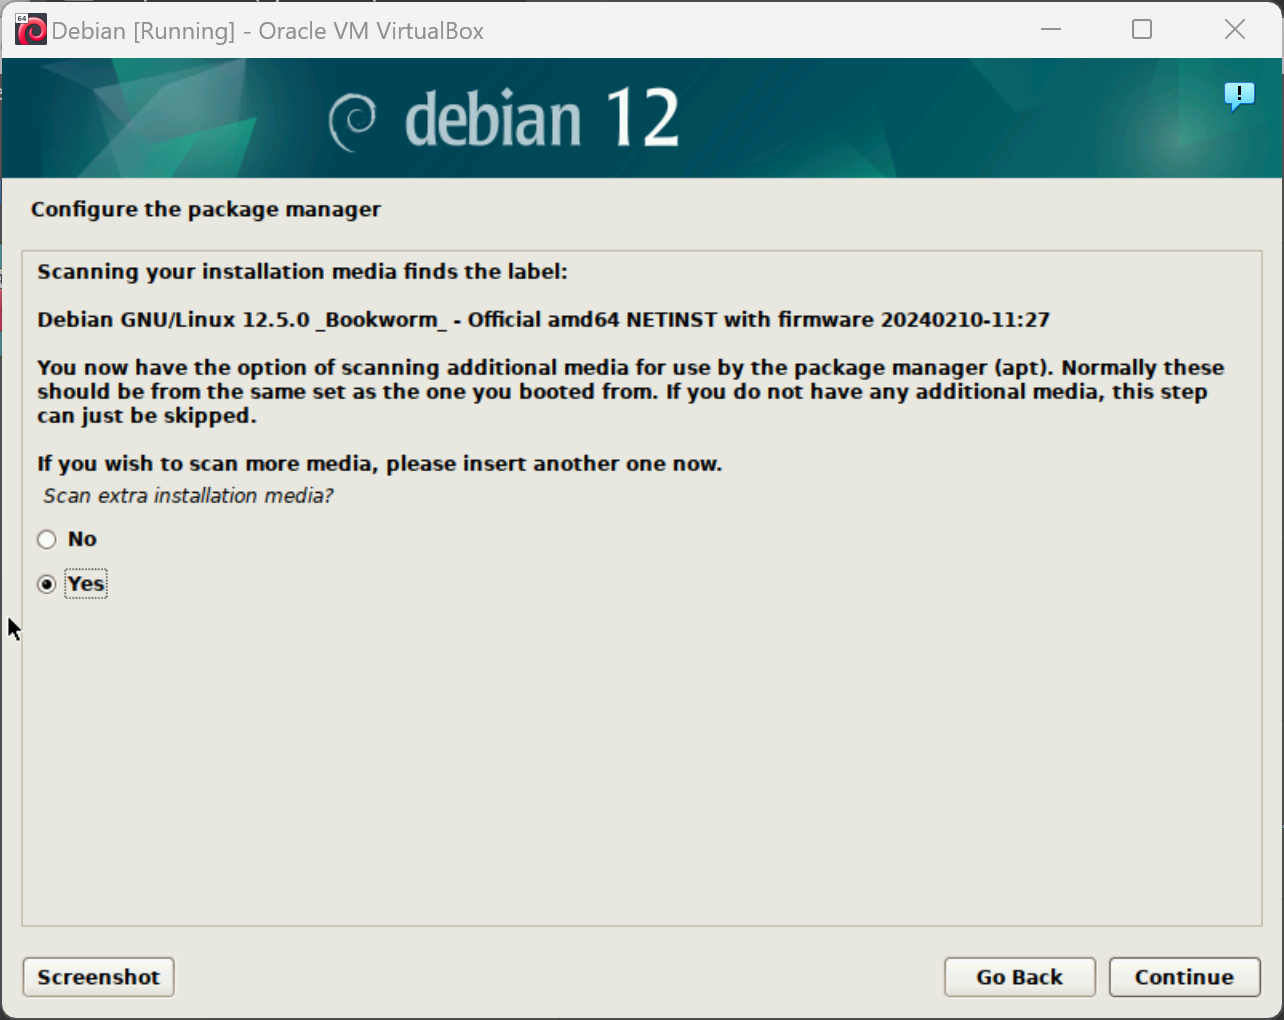 64
Debian [Running] - Oracle VM VirtualBox
debian 12
!
Configure the package manager
Scanning your installation media finds the label:
Debian GNU/Linux 12.5.0 _Bookworm_ - Official amd64 NETINST with firmware 20240210-11:27
You now have the option of scanning additional media for use by the package manager (apt). Normally these
should be from the same set as the one you booted from. If you do not have any additional media, this step
can just be skipped.
If you wish to scan more media, please insert another one now.
Scan extra installation media?
No
Yes
Screenshot
Go Back
Continue